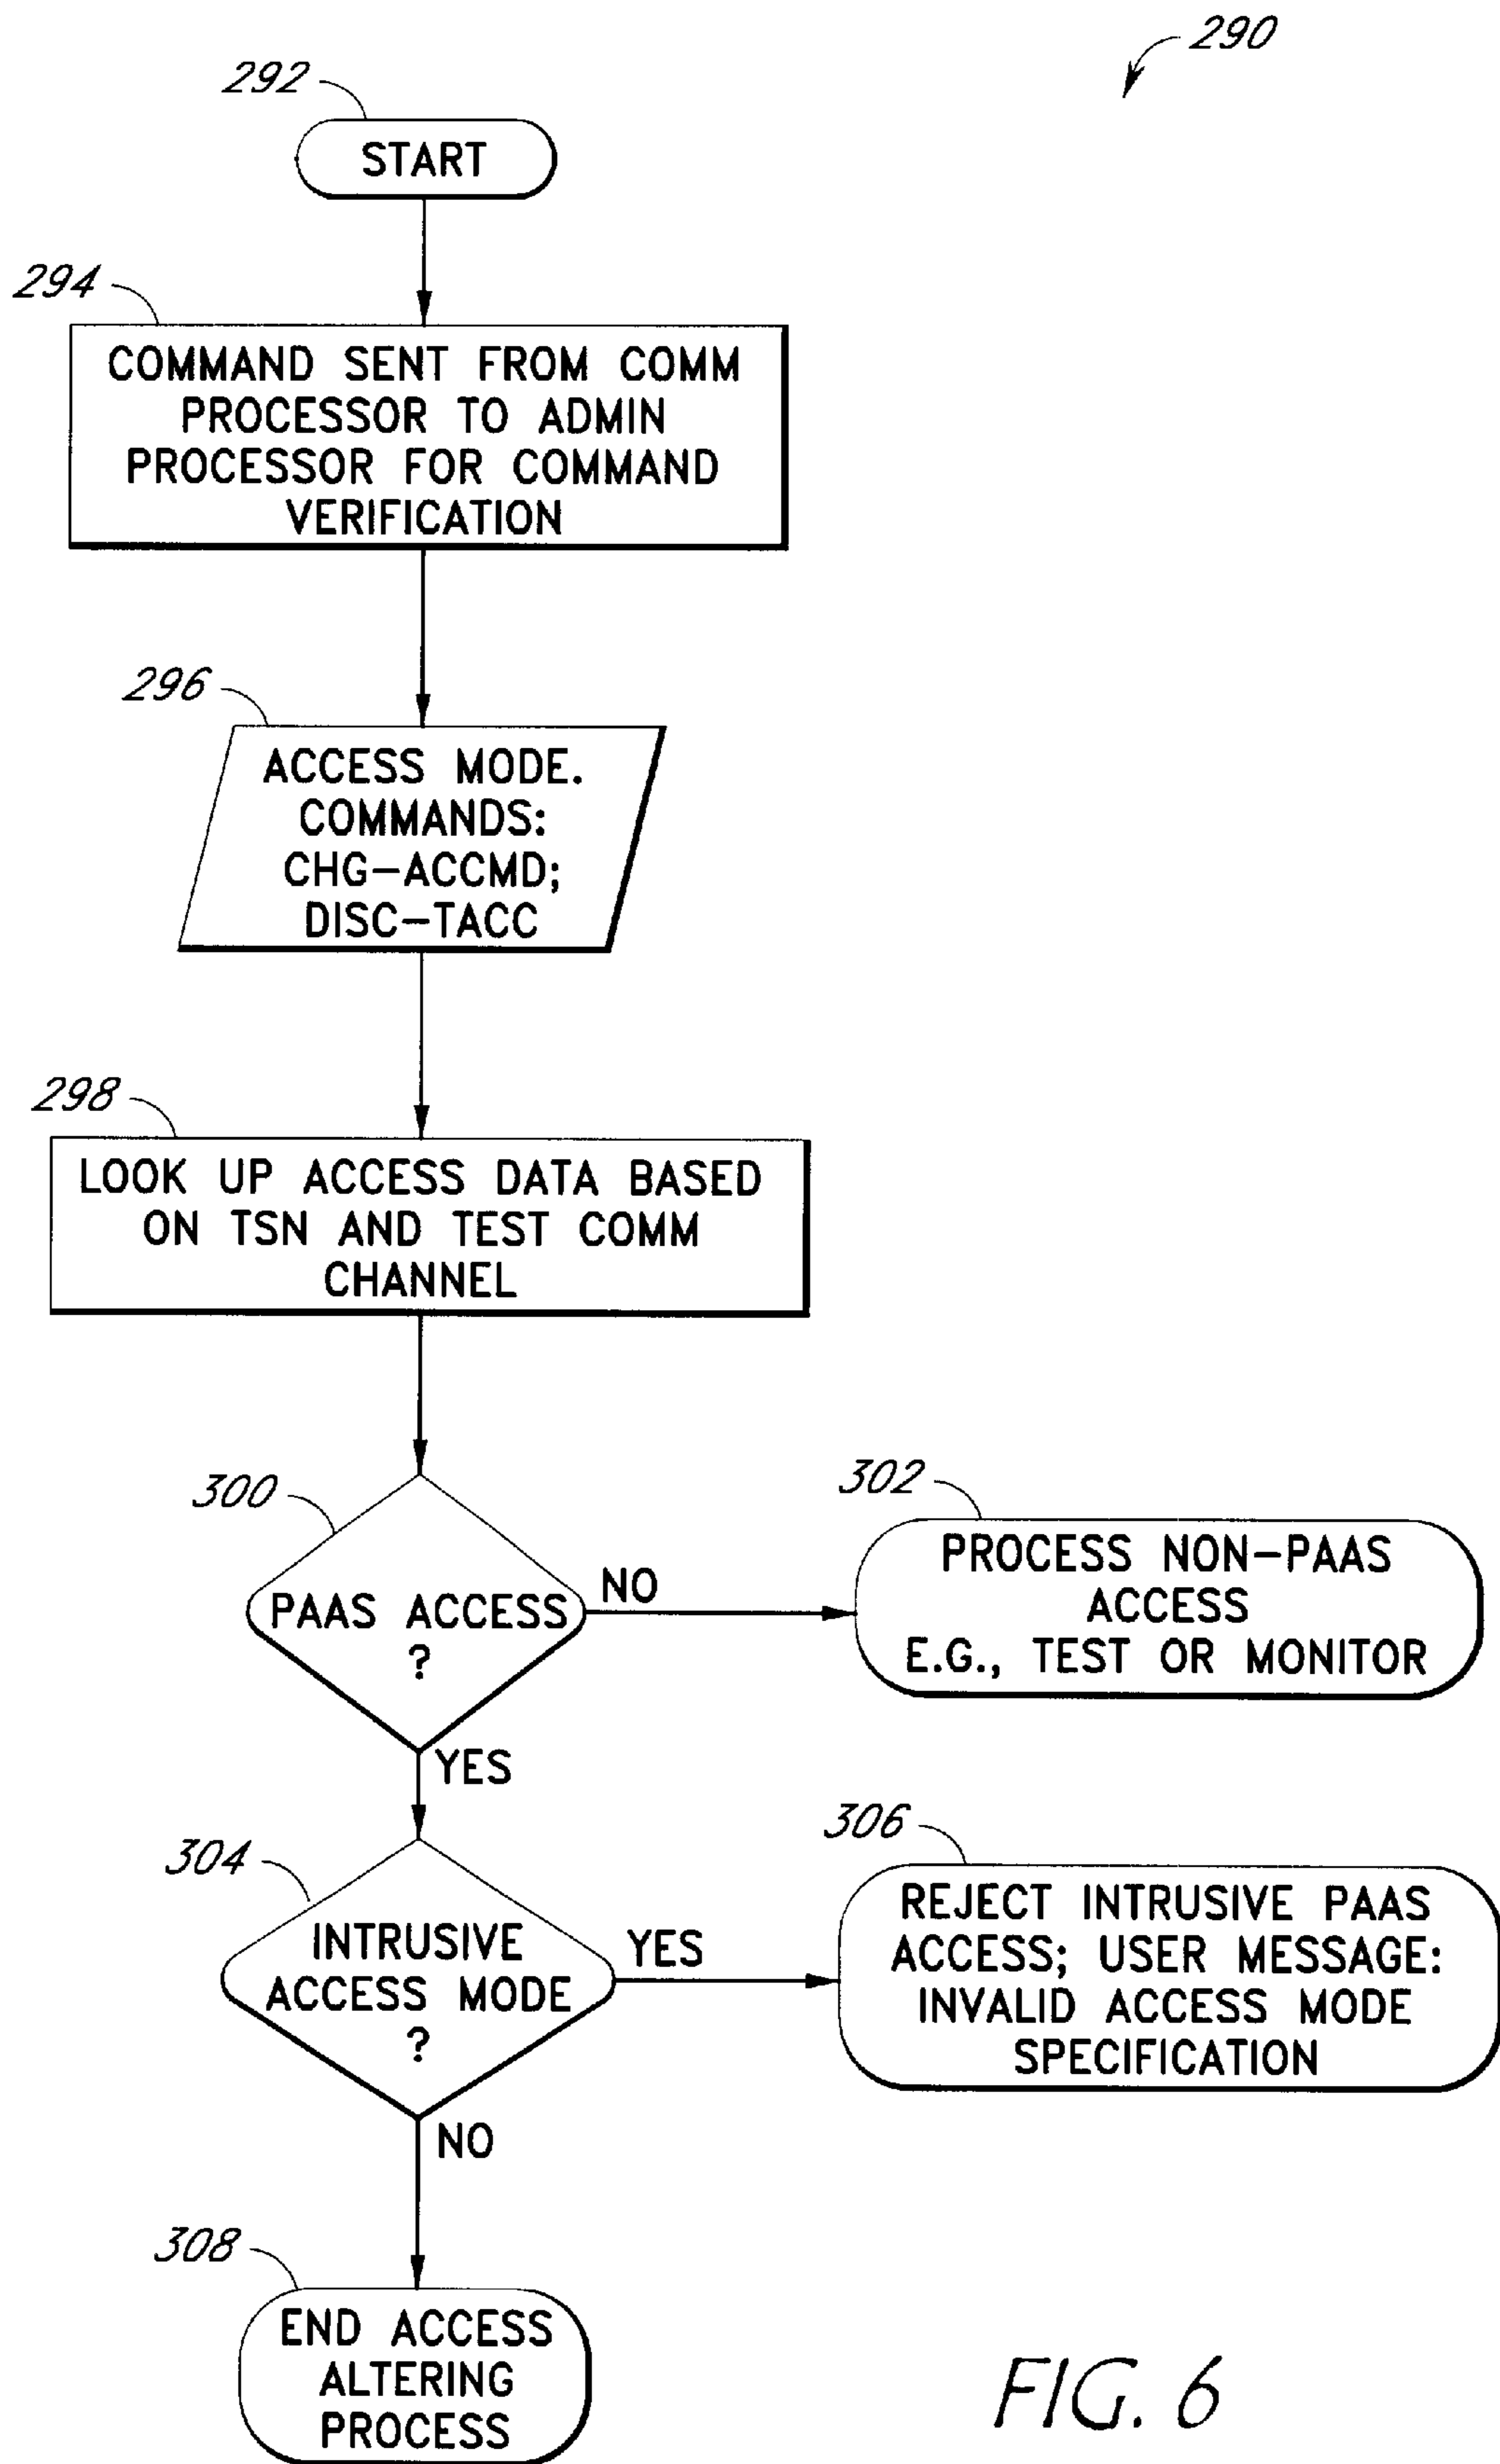 290
292
START
294
COMMAND SENT FROM COMM
PROCESSOR TO ADMIN
PROCESSOR FOR COMMAND
VERIFICATION
296
ACCESS MODE.
COMMANDS:
CHG-ACCMD;
DISC-TACC
298
LOOK UP ACCESS DATA BASED
ON TSN AND TEST COMM
CHANNEL
300
PAAS ACCESS
?
NO
302
PROCESS NON-PAAS
ACCESS
E.G., TEST OR MONITOR
YES
304
INTRUSIVE
ACCESS MODE
?
YES
306
REJECT INTRUSIVE PAAS
ACCESS; USER MESSAGE:
INVALID ACCESS MODE
SPECIFICATION
NO
308
END ACCESS
ALTERING
PROCESS
FIG. 6